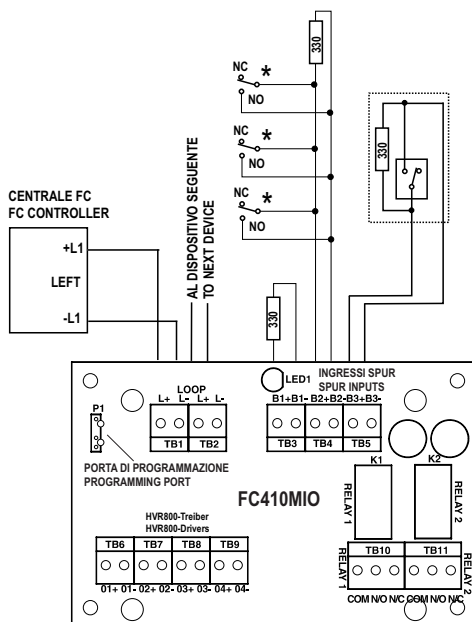 330
NC *
NO
NC *
NO
330
NC *
NO
CENTRALE FC
FC CONTROLLER
+L1
LEFT
-L1
AL DISPOSITIVO SEGUENTE
TO NEXT DEVICE
330
LED1
INGRESSI SPUR
SPUR INPUTS
LOOP
L+ L- L+ L-
B1+B1-B2+B2-B3+B3-
P1
TB1 TB2
TB3 TB4 TB5
PORTA DI PROGRAMMAZIONE
PROGRAMMING PORT
K1 K2
RELAY 1
RELAY 2
FC410MIO
HVR800-Treiber
HVR800-Drivers
TB6 TB7 TB8 TB9
RELAY 1
TB10 TB11
RELAY 2
01+ 01- 02+ 02- 03+ 03- 04+ 04-
COM N/O N/C COM N/O N/C